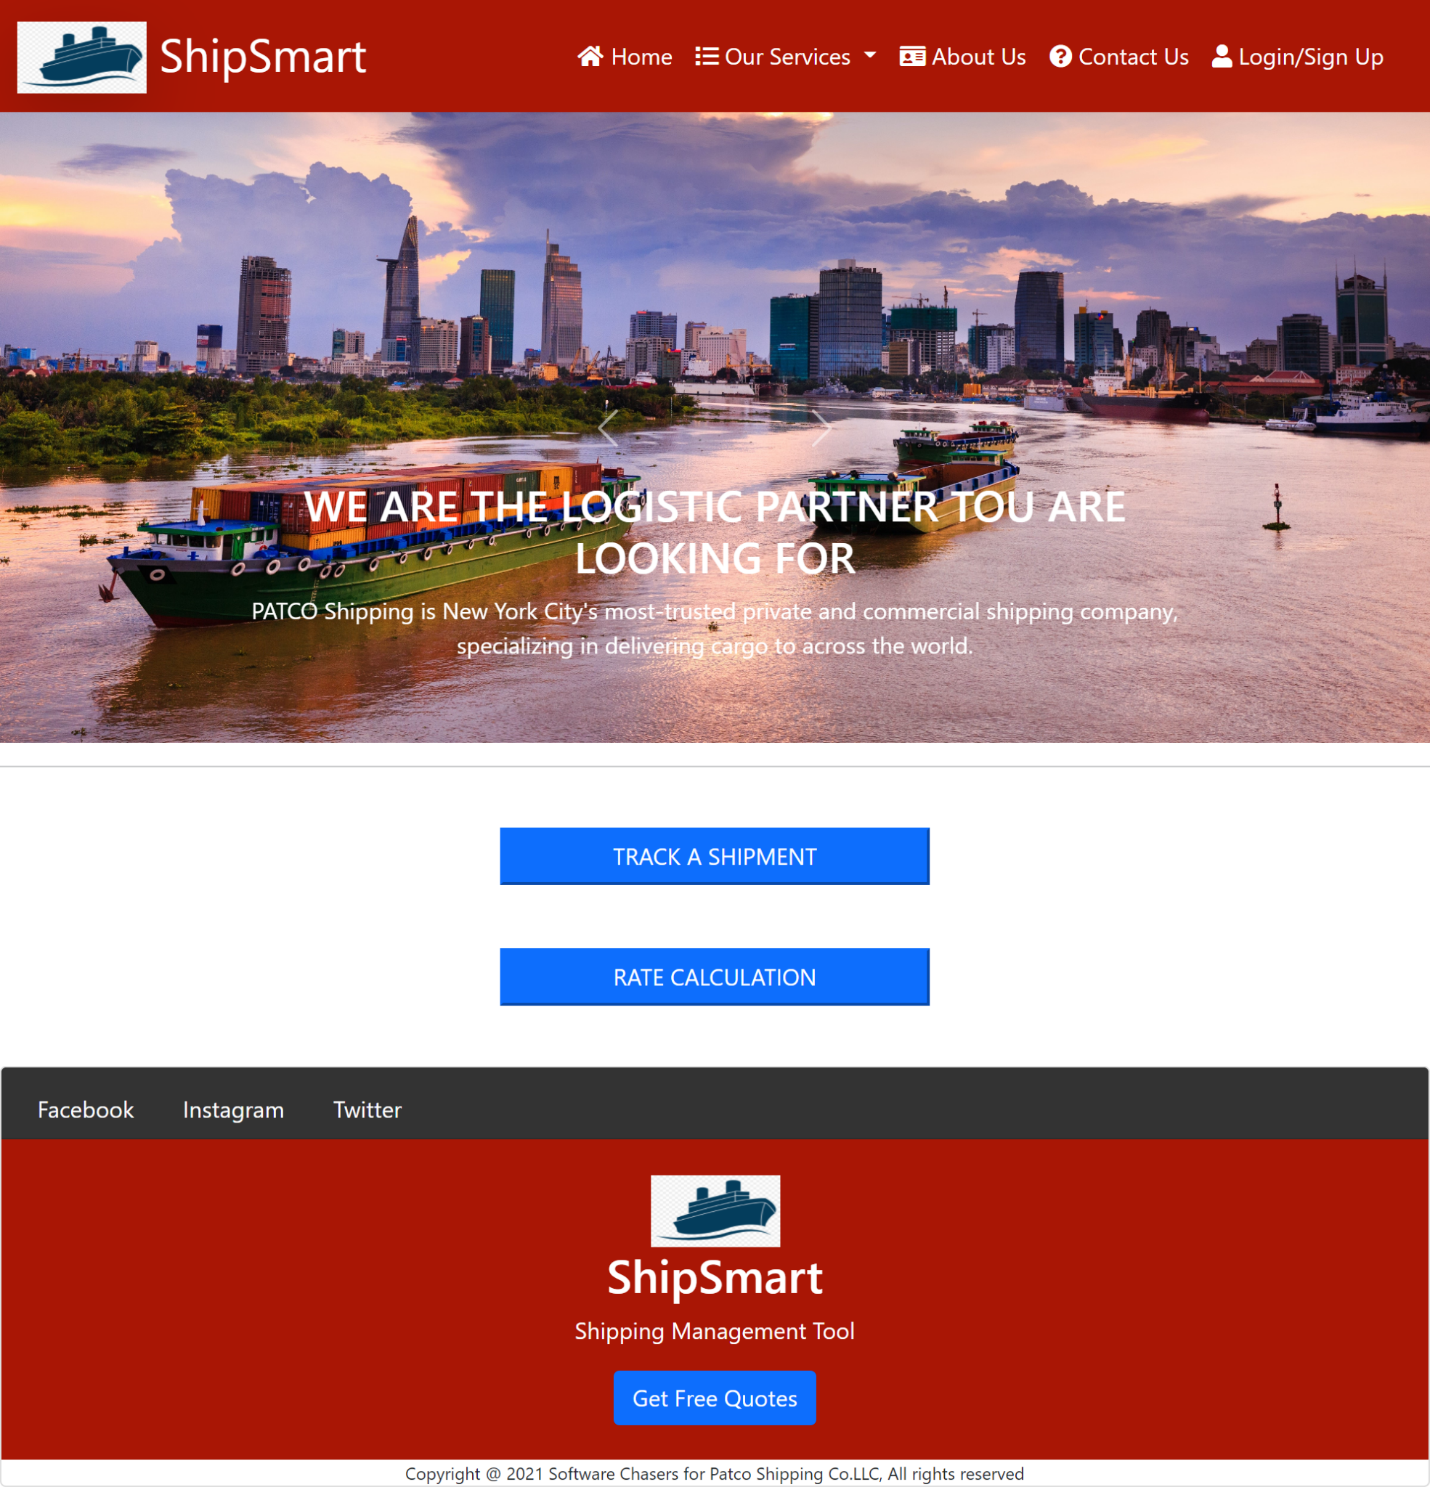 ShipSmart
Home Our Services About Us Contact Us Login/Sign Up
WE ARE THE LOGISTIC PARTNER TOU ARE
LOOKING FOR
PATCO Shipping is New York City's most-trusted private and commercial shipping company,
specializing in delivering cargo to across the world.
TRACK A SHIPMENT
RATE CALCULATION
Facebook Instagram Twitter
ShipSmart
Shipping Management Tool
Get Free Quotes
Copyright @ 2021 Software Chasers for Patco Shipping Co.LLC, All rights reserved